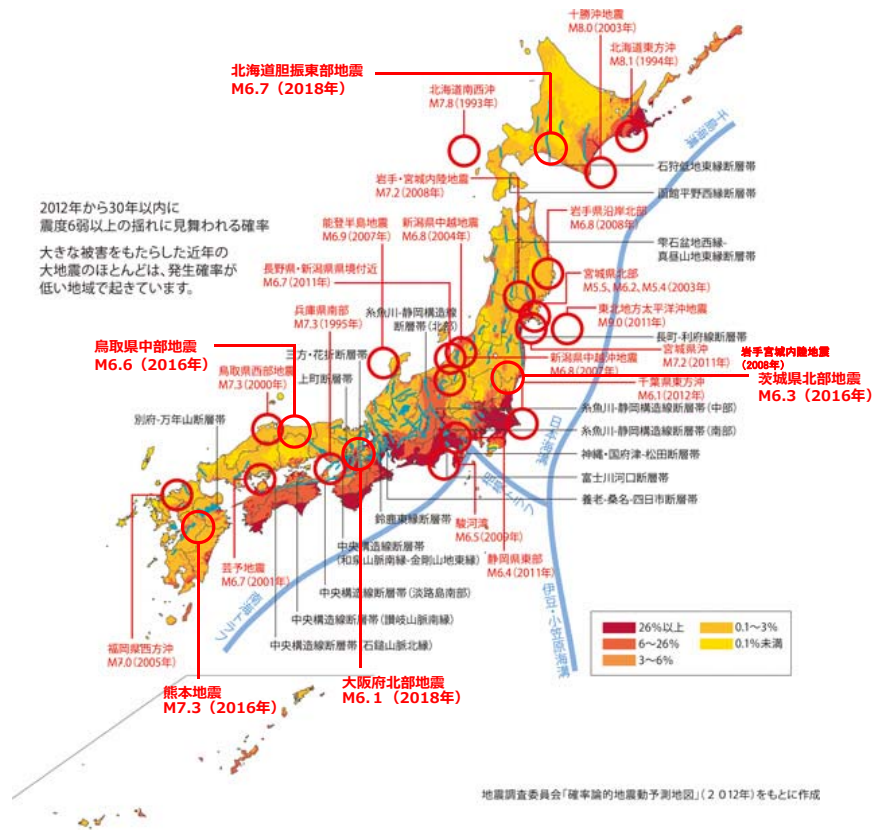 十勝沖地震
M8.0(2003年)
北海道東方沖
M8.1(1994年)
北海道胆振東部地震
M6.7（2018年）
北海道南西沖
M7.8(1993年)
千島海溝
石狩低地東縁断層帯
岩手・宮城内陸地震
M7.2(2008年)
函館平野西縁断層帯
2012年から30年以内に
震度6弱以上の揺れに見舞われる確率
大きな被害をもたらした近年の
大地震のほとんどは、発生確率が
低い地域で起きています。
能登半島地震
M6.9(2007年)
新潟県中越地震
M6.8(2004年)
岩手県沿岸北部
M6.8(2008年)
雫石盆地西縁-
真昼山地東縁断層帯
長野県・新潟県県境付近
M6.7(2011年)
宮城県北部
M5.5、M6.2、M5.4(2003年)
兵庫県南部
M7.3(1995年)
糸魚川-静岡構造線
断層帯(北部)
東北地方太平洋沖地震
M9.0(2011年)
長町・利府線断層帯
鳥取県中部地震
M6.6（2016年）
三方・花折断層帯
宮城県沖
M7.2(2011年)
岩手宮城内陸地震
(2008年)
鳥取県西部地震
M7.3(2000年)
上町断層帯
新潟県中越沖地震
M6.8(2007年)
茨城県北部地震
M6.3（2016年）
千葉県東方沖
M6.1(2012年)
別府-万年山断層帯
糸魚川-静岡構造線断層帯(中部)
糸魚川-静岡構造線断層帯(南部)
日本海溝
神縄・国府津-松田断層帯
相模トラフ
富士川河口断層帯
養老-桑名-四日市断層帯
鈴鹿東縁断層帯
駿河湾
M6.5(2009年)
中央構造線断層帯
(和泉山脈南縁-金剛山地東縁)
静岡県東部
M6.4(2011年)
芸予地震
M6.7(2001年)
中央構造線断層帯(淡路島南部)
南海トラフ
中央構造線断層帯(讃岐山脈南縁)
伊豆・小笠原海溝
福岡県西方沖
M7.0(2005年)
中央構造線断層帯(石鎚山脈北縁)
26%以上
6〜26%
3〜6%
0.1〜3%
0.1%未満
熊本地震
M7.3（2016年）
大阪府北部地震
M6.1（2018年）
地震調査委員会「確率論的地震動予測地図」(２０12年)をもとに作成